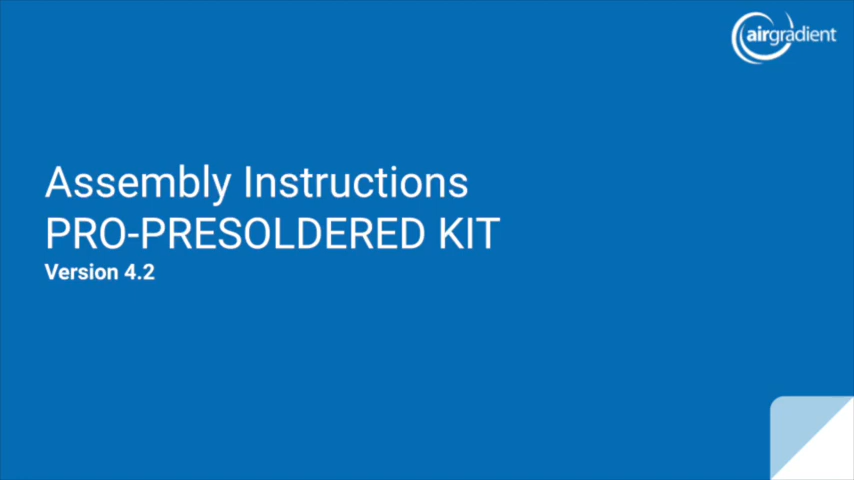 airgradient
Assembly Instructions
PRO-PRESOLDERED KIT
Version 4.2